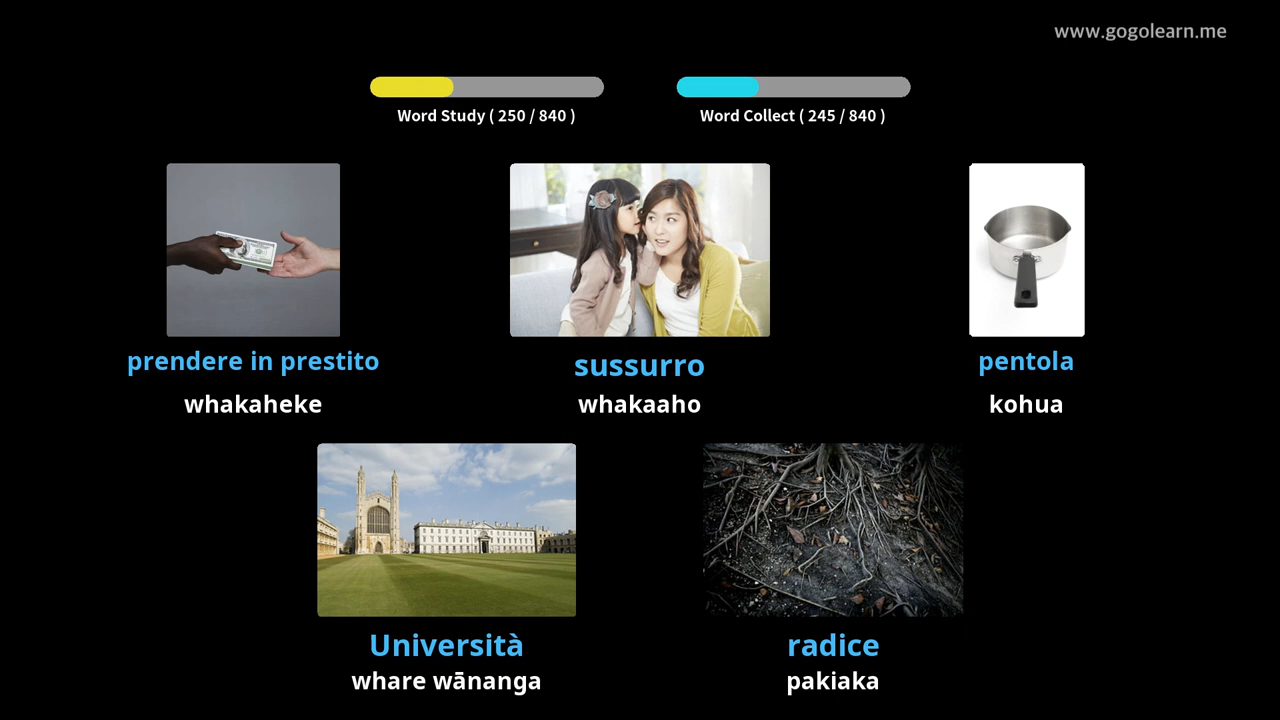 www.gogolearn.me
Word Study ( 250 / 840 )
Word Collect ( 245 / 840 )
prendere in prestito
whakaheke
sussurro
whakaaho
pentola
kohua
Università
whare wānanga
radice
pakiaka